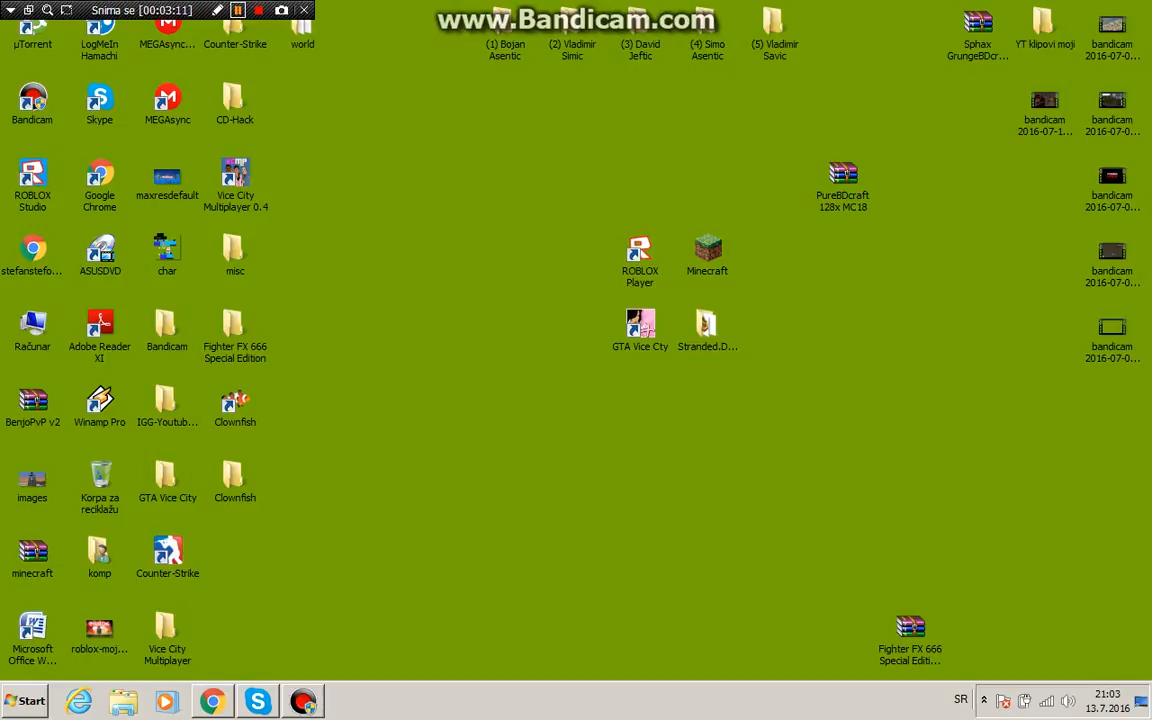 Snima se [00:03:11]
www.Bandicam.com
µTorrent
LogMeIn
Hamachi
MEGAsync...
Counter-Strike
world
(1) Bojan
Asentic
(2) Vladimir
Simic
(3) David
Jeftic
(4) Simo
Asentic
(5) Vladimir
Savic
Sphax
GrungeBDcr...
YT klipovi moji
bandicam
2016-07-0...
Bandicam
Skype
MEGAsync
CD-Hack
bandicam
2016-07-1...
bandicam
2016-07-0...
ROBLOX
Studio
Google
Chrome
maxresdefault
Vice City
Multiplayer 0.4
PureBDcraft
128x MC18
bandicam
2016-07-0...
stefanstefo...
ASUSDVD
char
misc
ROBLOX
Player
Minecraft
bandicam
2016-07-0...
Računar
Adobe Reader
XI
Bandicam
Fighter FX 666
Special Edition
GTA Vice Cty
Stranded.D...
bandicam
2016-07-0...
BenjoPvP v2
Winamp Pro
IGG-Youtub...
Clownfish
images
Korpa za
reciklažu
GTA Vice City
Clownfish
minecraft
komp
Counter-Strike
Microsoft
Office W...
roblox-moj...
Vice City
Multiplayer
Fighter FX 666
Special Editi...
Start
SR
21:03
13.7.2016